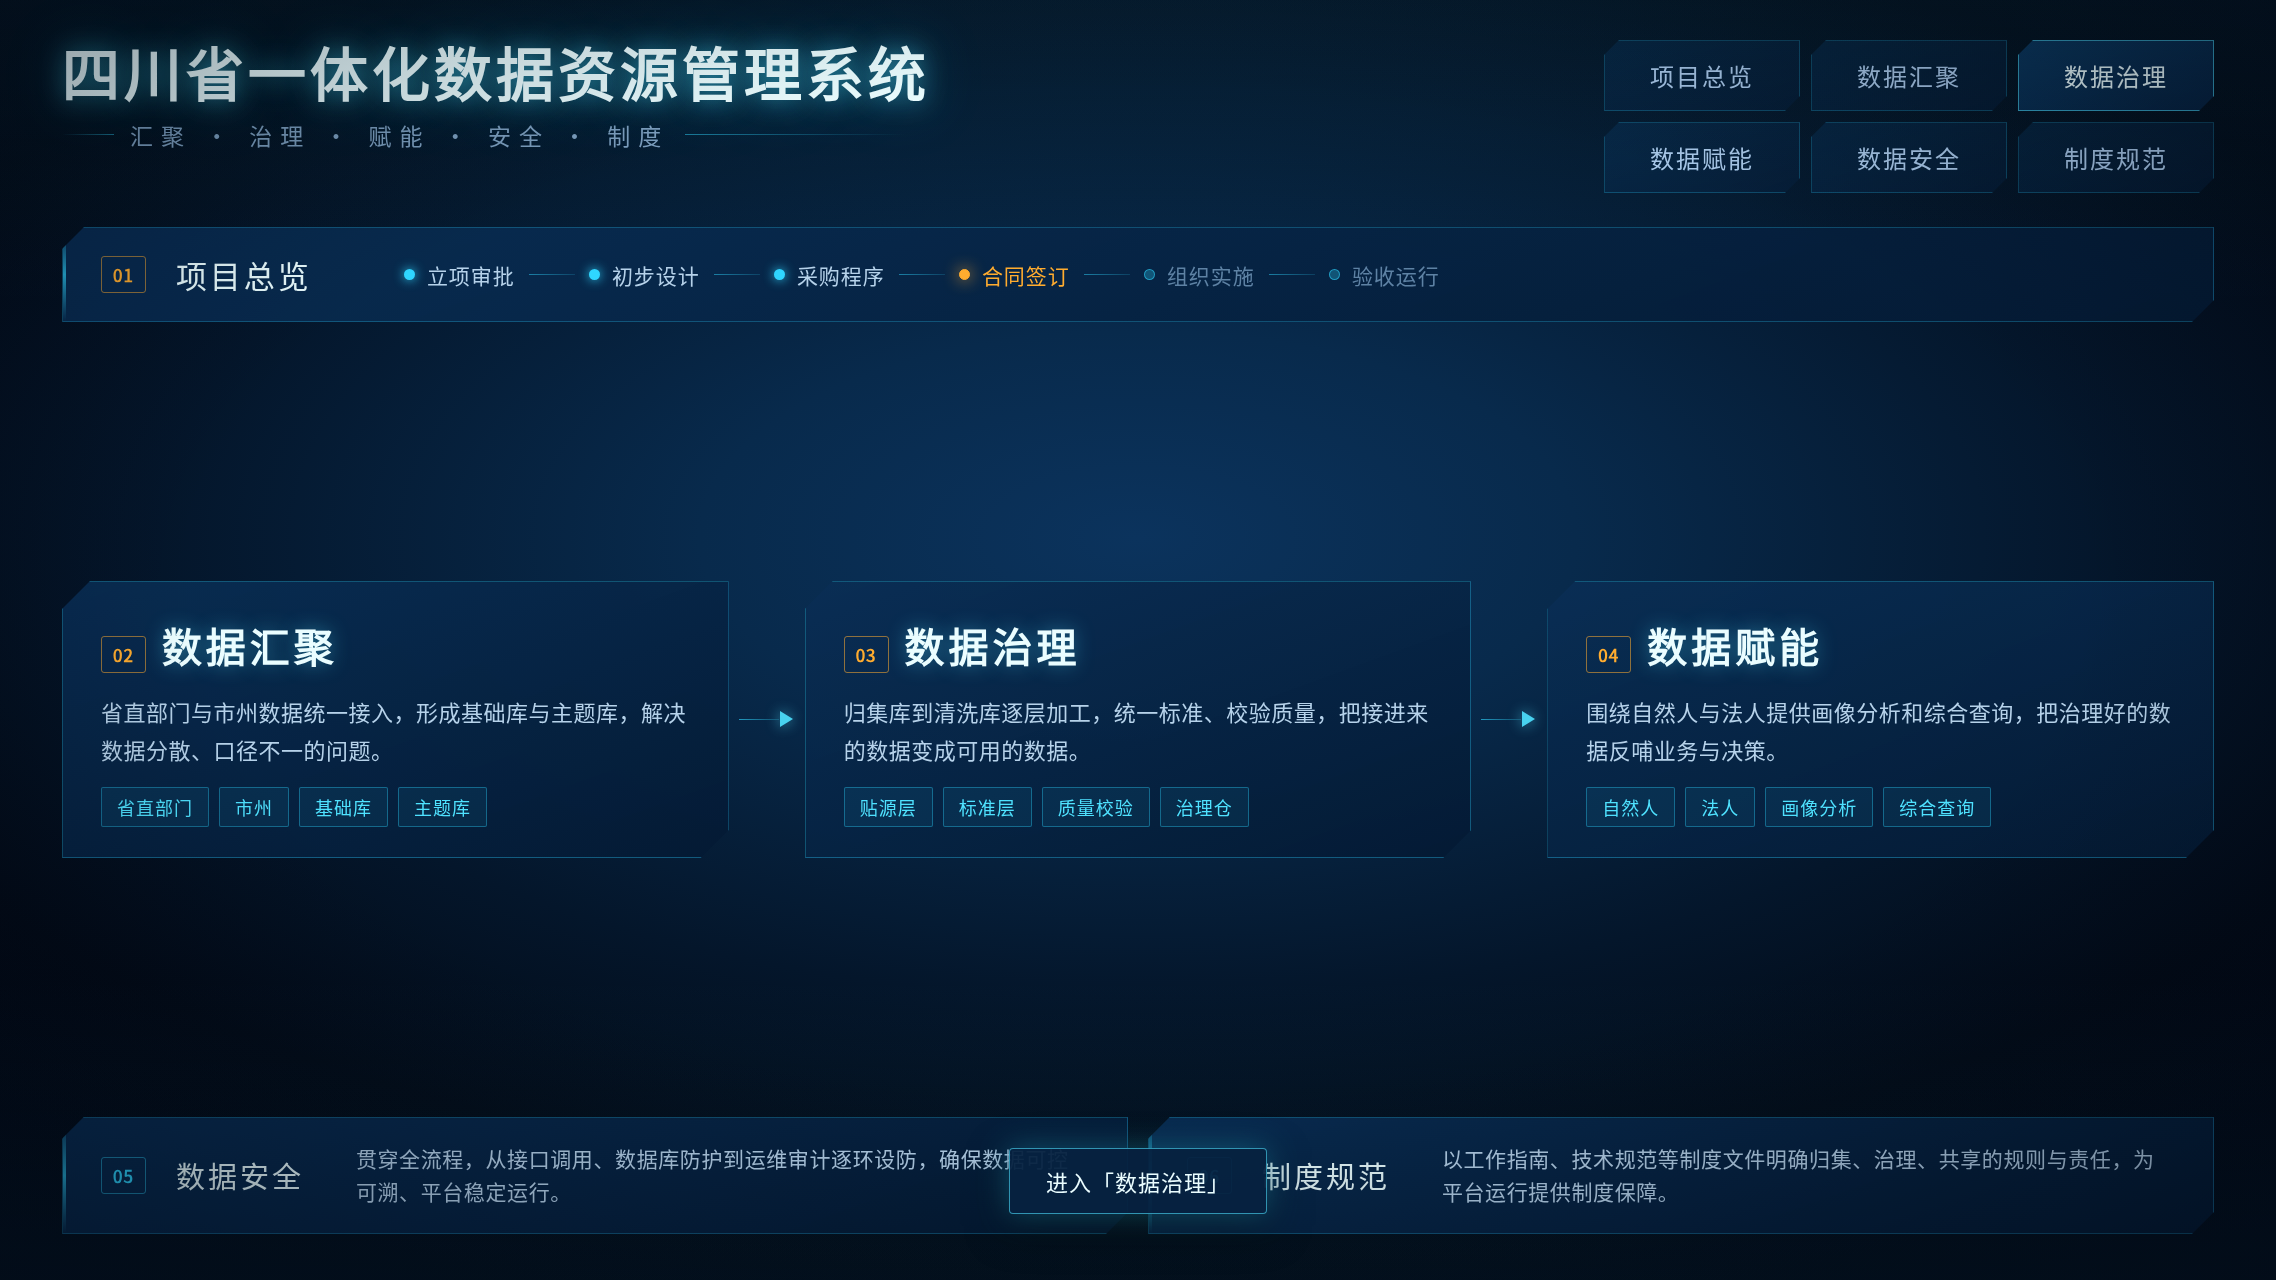 四川省一体化数据资源管理系统
汇聚 · 治理 · 赋能 · 安全 · 制度
项目总览 数据汇聚 数据治理
数据赋能 数据安全 制度规范
01 项目总览 立项审批 初步设计 采购程序 合同签订 组织实施 验收运行
02 数据汇聚
省直部门与市州数据统一接入，形成基础库与主题库，解决
数据分散、口径不一的问题。
省直部门 市州 基础库 主题库
03 数据治理
归集库到清洗库逐层加工，统一标准、校验质量，把接进来
的数据变成可用的数据。
贴源层 标准层 质量校验 治理仓
04 数据赋能
围绕自然人与法人提供画像分析和综合查询，把治理好的数
据反哺业务与决策。
自然人 法人 画像分析 综合查询
05 数据安全
贯穿全流程，从接口调用、数据库防护到运维审计逐环设防，确保数据可控
可溯、平台稳定运行。
进入「数据治理」
制度规范
以工作指南、技术规范等制度文件明确归集、治理、共享的规则与责任，为
平台运行提供制度保障。